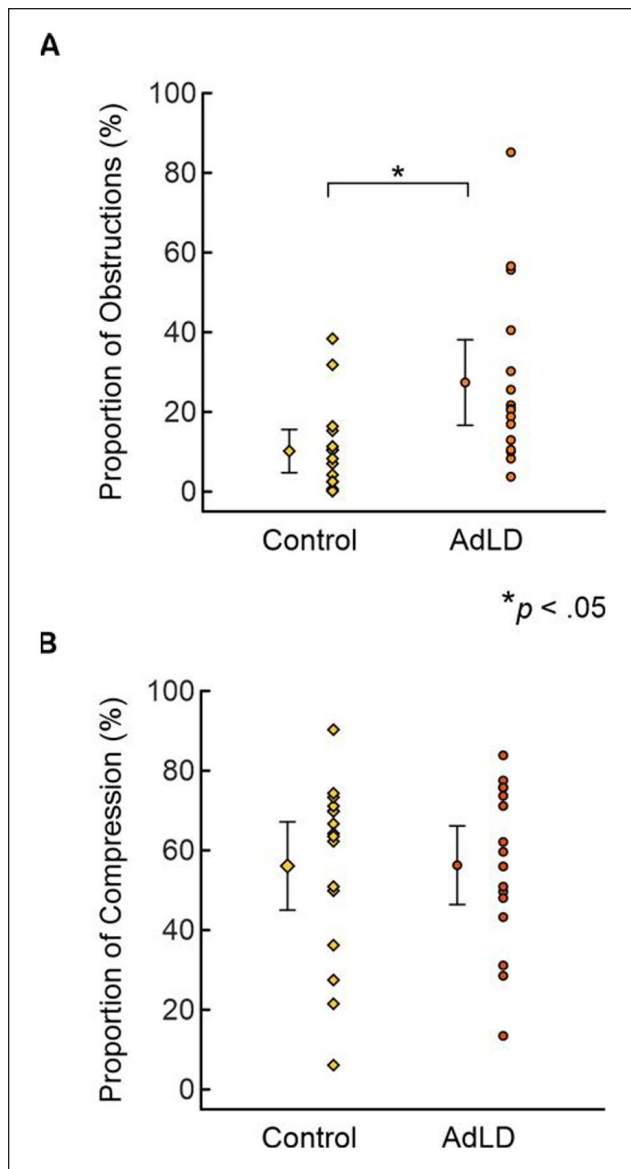 A
Proportion of Obstructions (%)
100
80
60
40
20
0
*
Control AdLD
*p < .05
B
Proportion of Compression (%)
100
80
60
40
20
0
Control AdLD